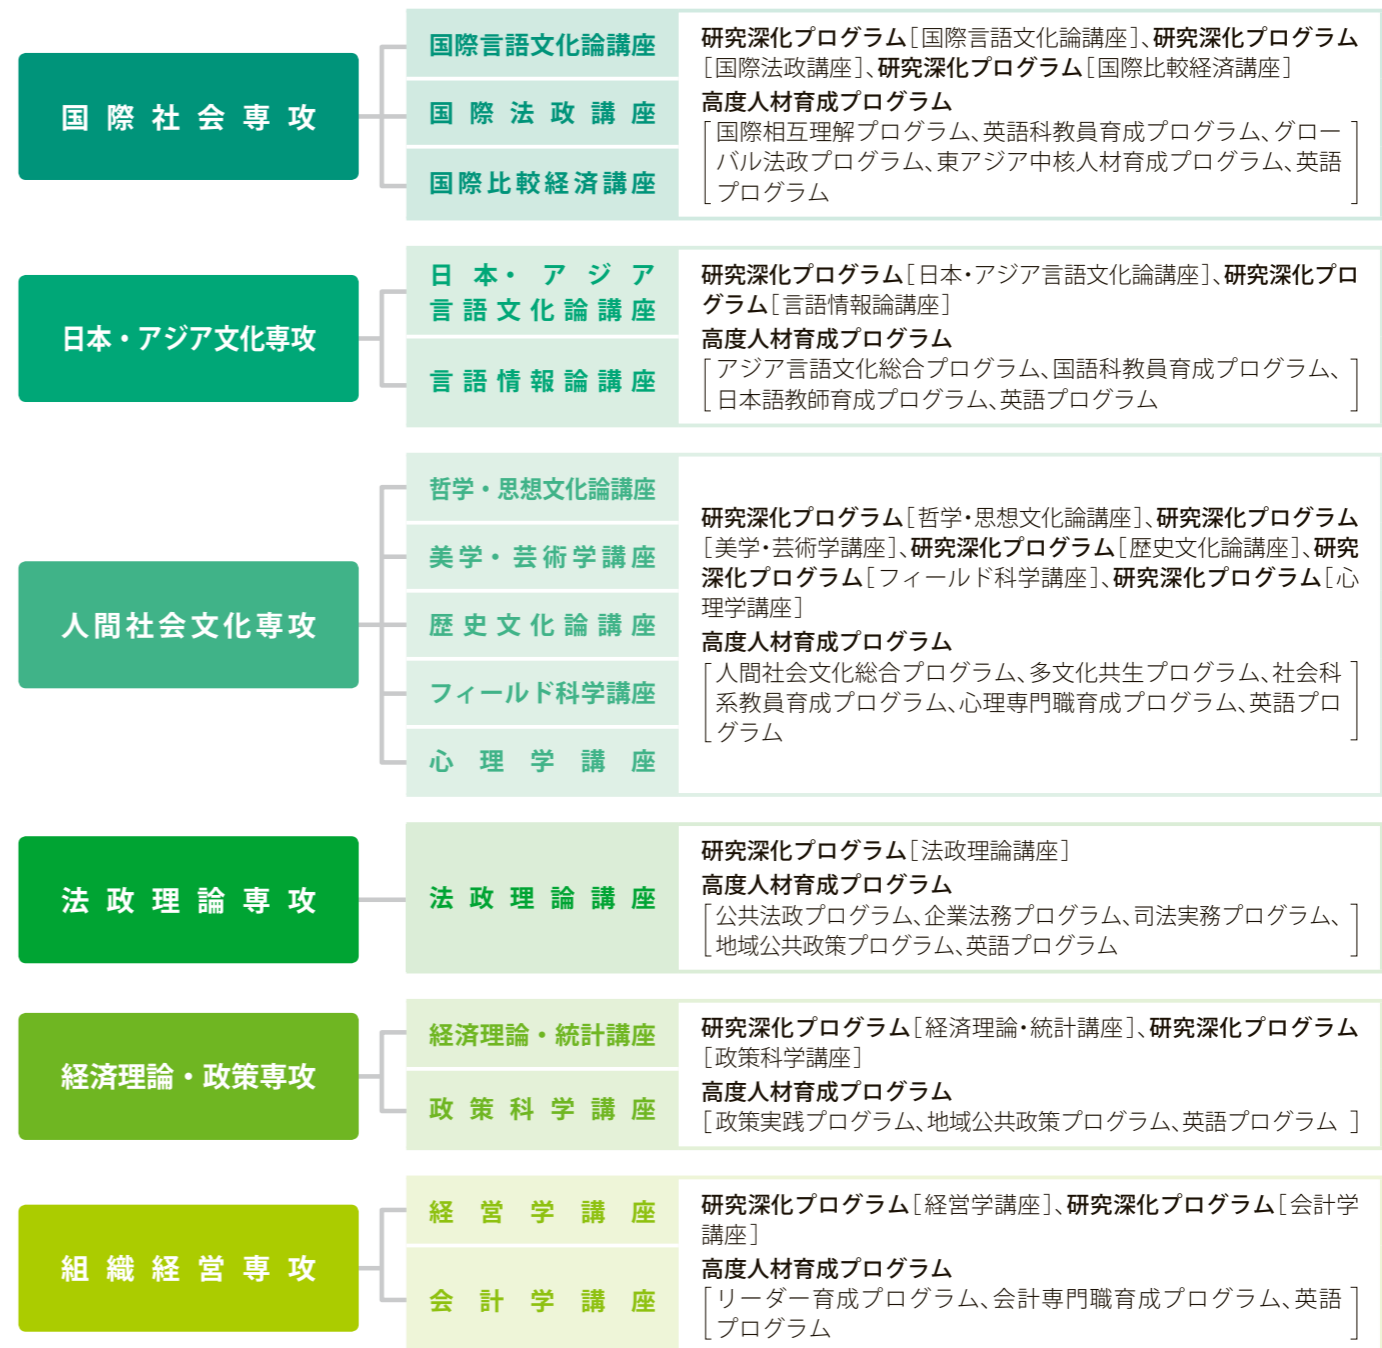 国際社会専攻
国際言語文化論講座
国際法政講座
国際比較経済講座
研究深化プログラム［国際言語文化論講座］、研究深化プログラム
［国際法政講座］、研究深化プログラム［国際比較経済講座］
高度人材育成プログラム
［国際相互理解プログラム、英語科教員育成プログラム、グロー
バル法政プログラム、東アジア中核人材育成プログラム、英語
プログラム］
日本・アジア文化専攻
日本・アジア
言語文化論講座
言語情報論講座
研究深化プログラム［日本・アジア言語文化論講座］、研究深化プロ
グラム［言語情報論講座］
高度人材育成プログラム
［アジア言語文化総合プログラム、国語科教員育成プログラム、
日本語教師育成プログラム、英語プログラム］
人間社会文化専攻
哲学・思想文化論講座
美学・芸術学講座
歴史文化論講座
フィールド科学講座
心理学講座
研究深化プログラム［哲学・思想文化論講座］、研究深化プログラム
［美学・芸術学講座］、研究深化プログラム［歴史文化論講座］、研究
深化プログラム［フィールド科学講座］、研究深化プログラム［心
理学講座］
高度人材育成プログラム
［人間社会文化総合プログラム、多文化共生プログラム、社会科
系教員育成プログラム、心理専門職育成プログラム、英語プロ
グラム］
法政理論専攻
法政理論講座
研究深化プログラム［法政理論講座］
高度人材育成プログラム
［公共法政プログラム、企業法務プログラム、司法実務プログラム、
地域公共政策プログラム、英語プログラム］
経済理論・政策専攻
経済理論・統計講座
政策科学講座
研究深化プログラム［経済理論・統計講座］、研究深化プログラム
［政策科学講座］
高度人材育成プログラム
［政策実践プログラム、地域公共政策プログラム、英語プログラム］
組織経営専攻
経営学講座
会計学講座
研究深化プログラム［経営学講座］、研究深化プログラム［会計学
講座］
高度人材育成プログラム
［リーダー育成プログラム、会計専門職育成プログラム、英語
プログラム］